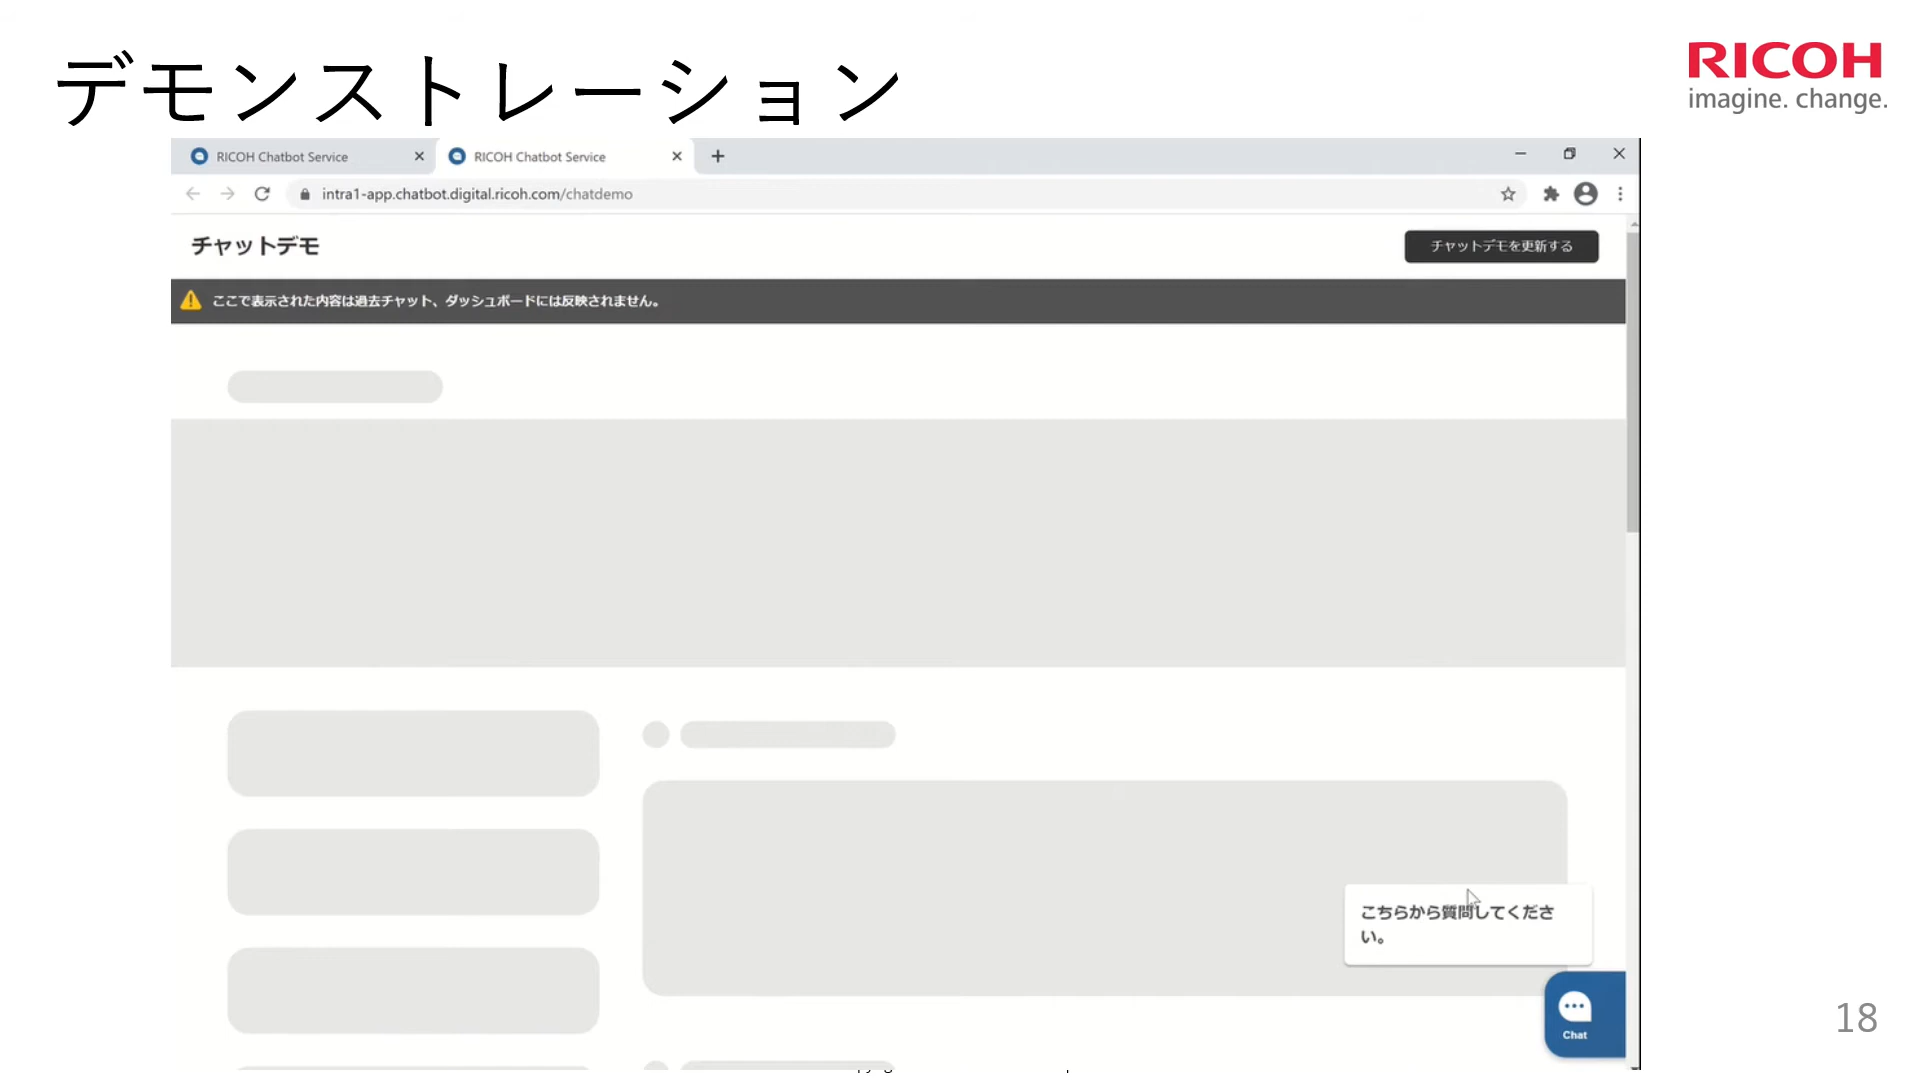 デモンストレーション
RICOH
imagine. change.
RICOH Chatbot Service
RICOH Chatbot Service
intra1-app.chatbot.digital.ricoh.com/chatdemo
チャットデモ
チャットデモを更新する
ここで表示された内容は過去チャット、ダッシュボードには反映されません。
こちらから質問してくださ
い。
Chat
18